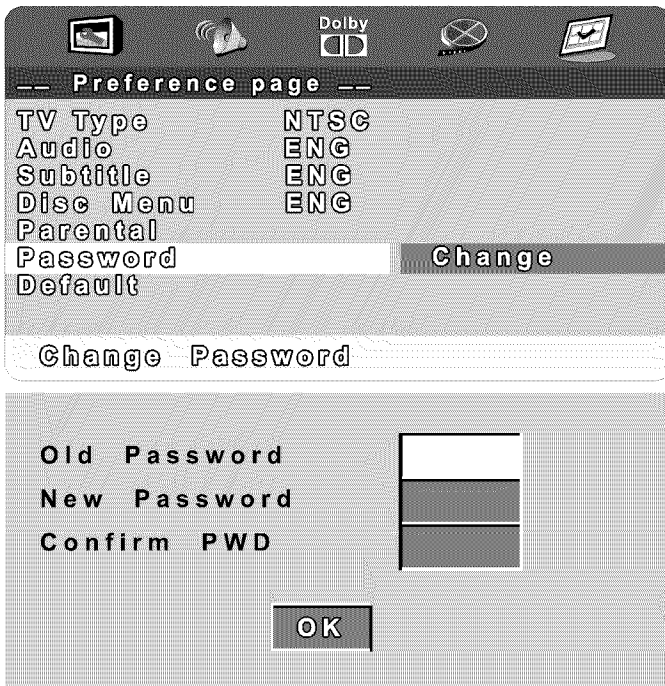 Dolby
-- Preference page --
TV Type NTSC
Audio ENG
Subtitle ENG
Disc Menu ENG
Parental
Password Change
Default
Change Password
Old Password
New Password
Confirm PWD
OK